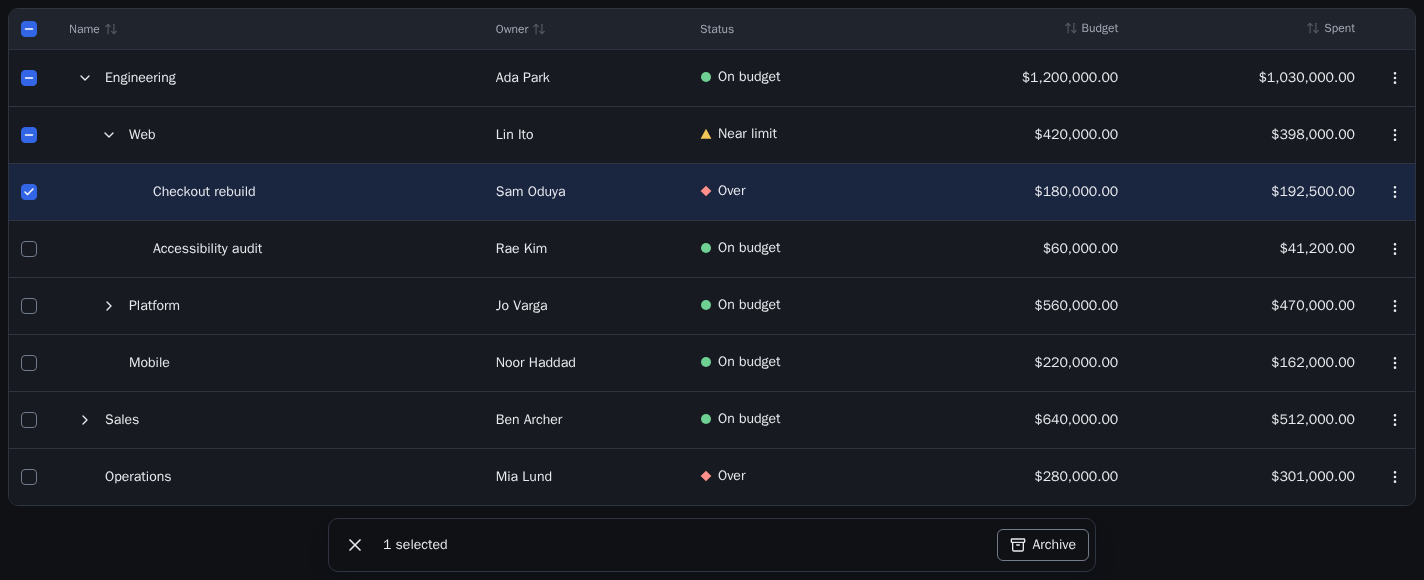 Name Owner Status Budget Spent
Engineering Ada Park On budget $1,200,000.00 $1,030,000.00
Web Lin Ito Near limit $420,000.00 $398,000.00
Checkout rebuild Sam Oduya Over $180,000.00 $192,500.00
Accessibility audit Rae Kim On budget $60,000.00 $41,200.00
Platform Jo Varga On budget $560,000.00 $470,000.00
Mobile Noor Haddad On budget $220,000.00 $162,000.00
Sales Ben Archer On budget $640,000.00 $512,000.00
Operations Mia Lund Over $280,000.00 $301,000.00
1 selected Archive